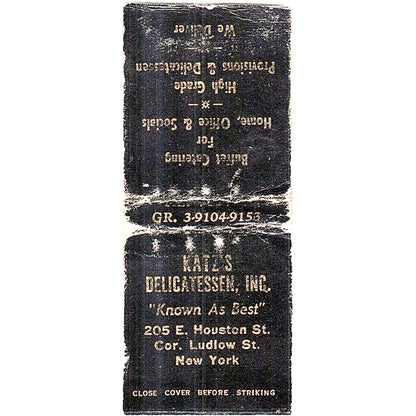 Buffet Catering
For
Home, Office & Socials
High Grade
Provisions & Delicatessen
We Deliver
GR. 3-9104-9153
KATZ'S
DELICATESSEN, INC.
"Known As Best"
205 E. Houston St.
Cor. Ludlow St.
New York
CLOSE COVER BEFORE STRIKING